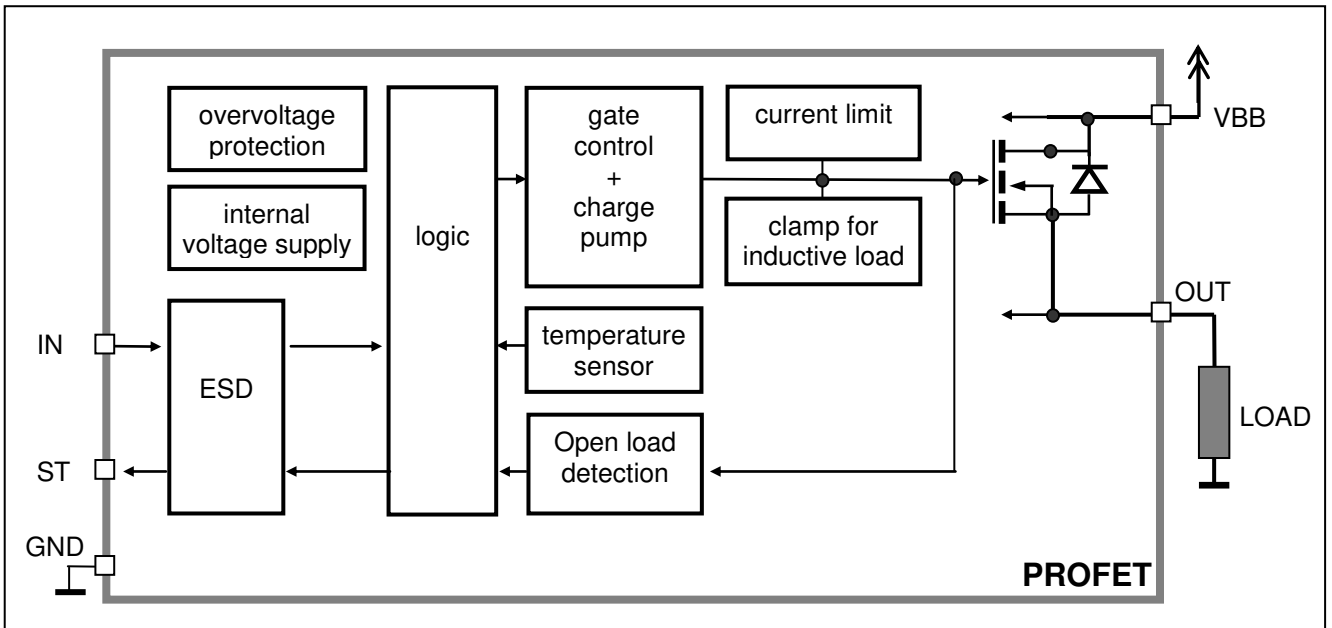 overvoltage
protection
internal
voltage supply
logic
gate
control
+
charge
pump
current limit
clamp for
inductive load
VBB
OUT
LOAD
IN
ESD
temperature
sensor
ST
Open load
detection
GND
PROFET